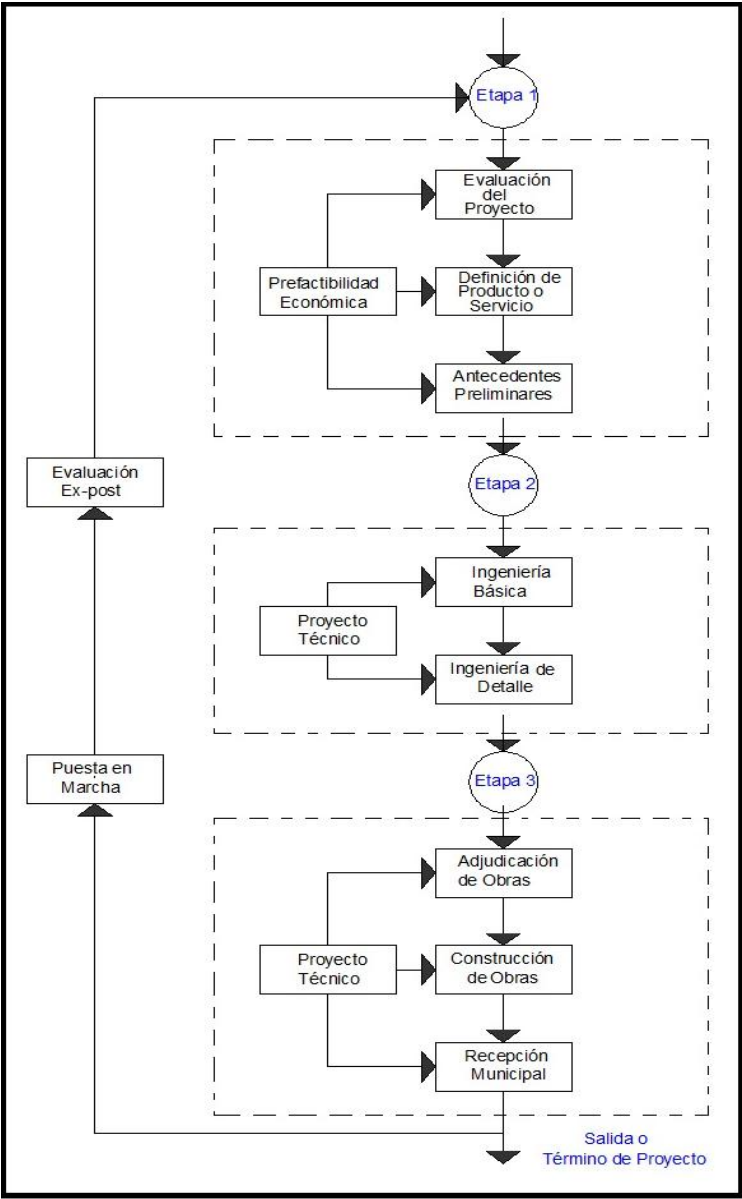 Etapa 1
Evaluación
del
Proyecto
Prefactibilidad
Económica
Definición de
Producto o
Servicio
Antecedentes
Preliminares
Evaluación
Ex-post
Etapa 2
Ingeniería
Básica
Proyecto
Técnico
Ingeniería de
Detalle
Puesta en
Marcha
Etapa 3
Adjudicación
de Obras
Proyecto
Técnico
Construcción
de Obras
Recepción
Municipal
Salida o
Término de Proyecto